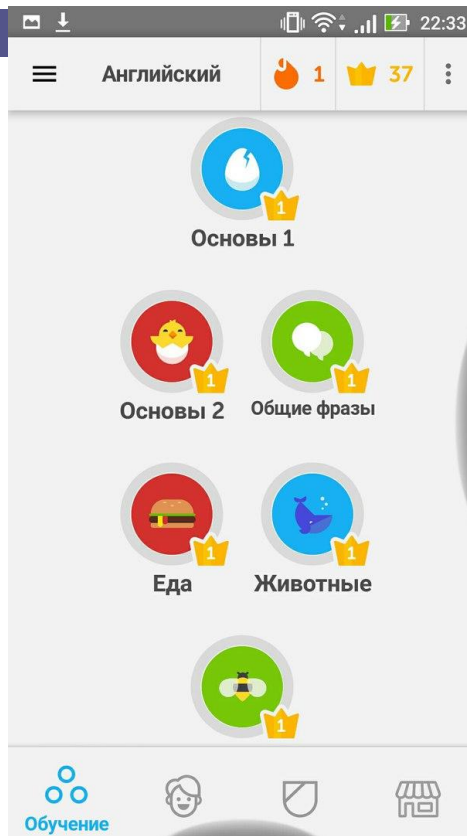 22:33
Английский 1 37
1
Основы 1
1 1
Основы 2 Общие фразы
1 1
Еда Животные
1
Обучение